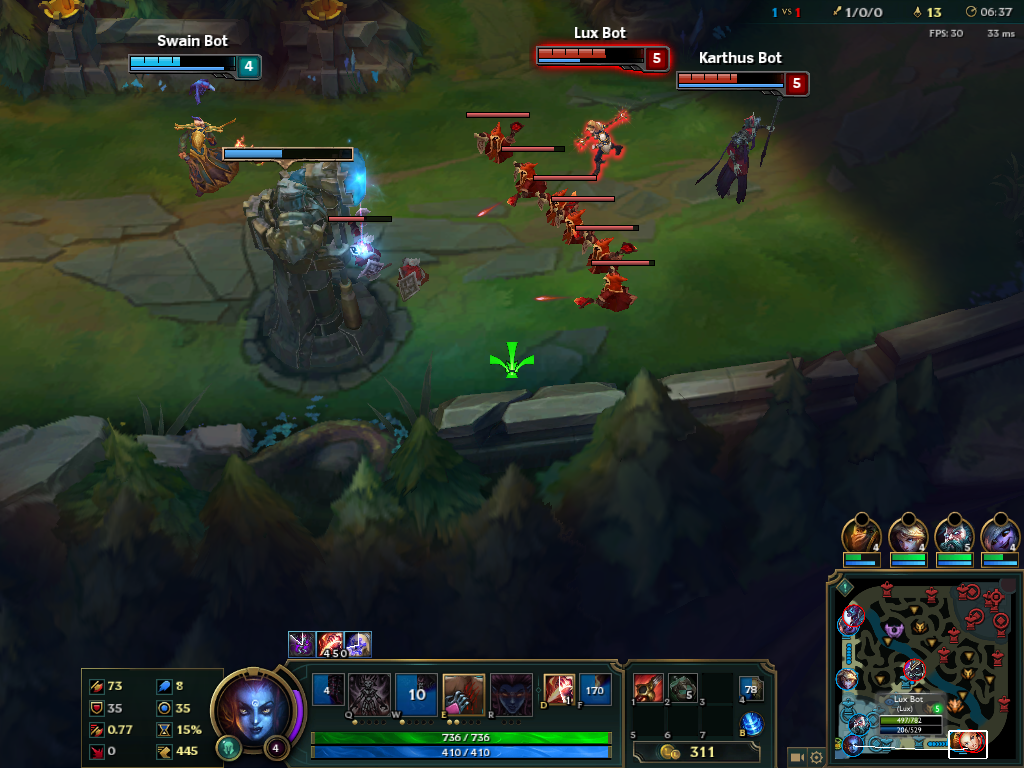 1 vs 1 1/0/0 13 06:37
FPS: 30 33 ms
Swain Bot
4
Lux Bot
5
Karthus Bot
5
4 4 5 4
Lux Bot
(Lux) 5
497/782
206/529
450
73 8
35 35
0.77 15%
0 445
4
4 10 170
Q W E R D F
736 / 736
410 / 410
1 2 5 3 78 4
5 6 7 B
311